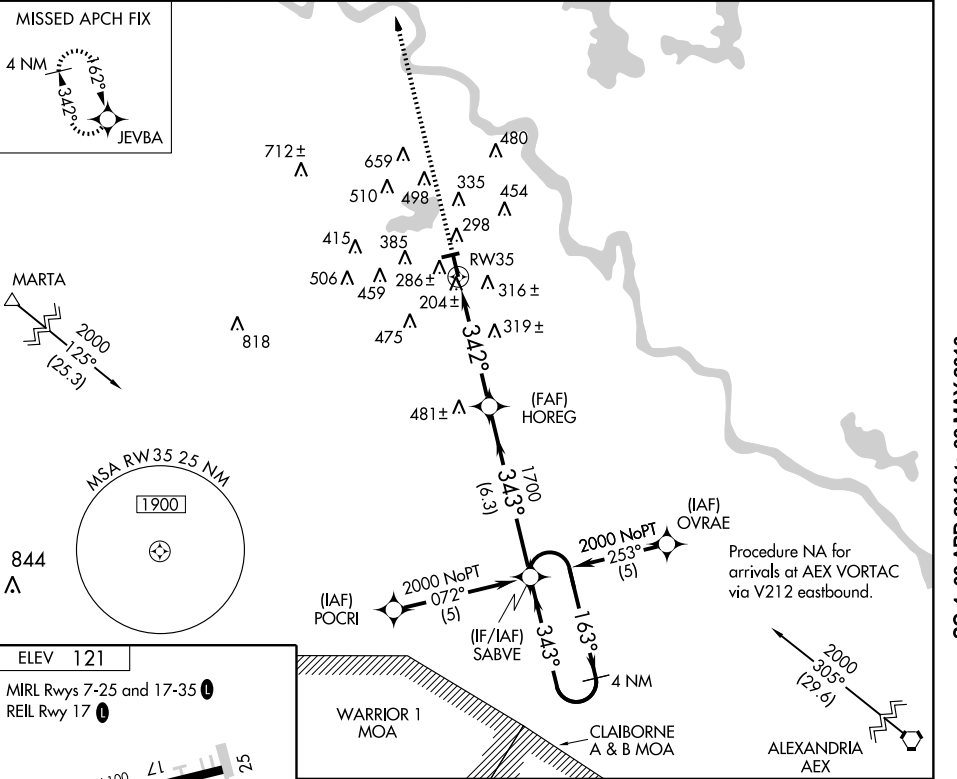 MISSED APCH FIX
4 NM
162°
342°
JEVBA
712±
659
480
510
498
335
454
298
415
385
RW35
506
459
286±
204±
316±
MARTA
2000
125°
(25.3)
818
475
319±
342°
481±
(FAF)
HOREG
MSA RW35 25 NM
1900
1700
343°
(6.3)
(IAF)
OVRAE
2000 NoPT
253°
(5)
Procedure NA for
arrivals at AEX VORTAC
via V212 eastbound.
844
2000 NoPT
072°
(5)
(IAF)
POCRI
(IF/IAF)
SABVE
343°
163°
4 NM
ELEV 121
MIRL Rwys 7-25 and 17-35 L
REIL Rwy 17 L
WARRIOR 1
MOA
CLAIBORNE
A & B MOA
2000
305°
(29.6)
ALEXANDRIA
AEX
17
25